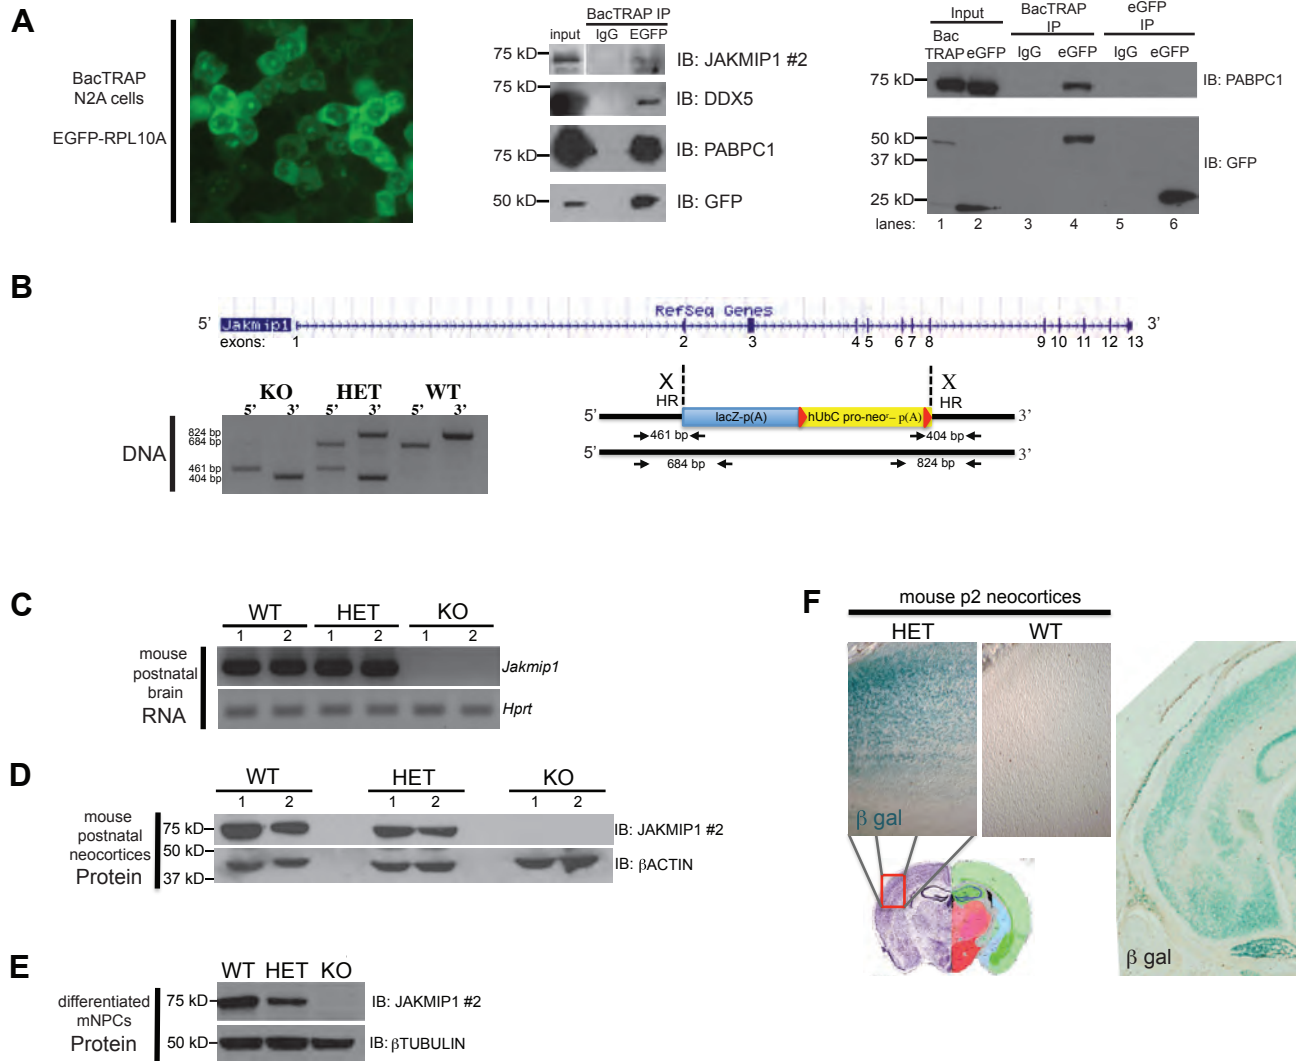 A
BacTRAP
N2A cells
EGFP-RPL10A
BacTRAP IP
input IgG EGFP
75 kD
IB: JAKMIP1 #2
75 kD
IB: DDX5
75 kD
IB: PABPC1
50 kD
IB: GFP
Input
BacTRAP
IP
eGFP
IP
Bac
TRAP eGFP IgG eGFP IgG eGFP
75 kD
IB: PABPC1
50 kD
37 kD
IB: GFP
25 kD
lanes: 1 2 3 4 5 6
B
RefSeq Genes
5' Jakmip1 3'
exons: 1 2 3 4 5 6 7 8 9 10 11 12 13
KO HET WT
5' 3' 5' 3' 5' 3'
824 bp
684 bp
461 bp
404 bp
DNA
X X
HR HR
5' lacZ-p(A) hUbC pro-neoʳ– p(A) 3'
461 bp 404 bp
5' 3'
684 bp 824 bp
C
WT HET KO
1 2 1 2 1 2
mouse
postnatal
brain
RNA
Jakmip1
Hprt
D
WT HET KO
1 2 1 2 1 2
mouse
postnatal
neocortices
Protein
75 kD
IB: JAKMIP1 #2
50 kD
IB: βACTIN
37 kD
E
WT HET KO
differentiated
mNPCs
Protein
75 kD
IB: JAKMIP1 #2
50 kD
IB: βTUBULIN
F
mouse p2 neocortices
HET WT
β gal
β gal